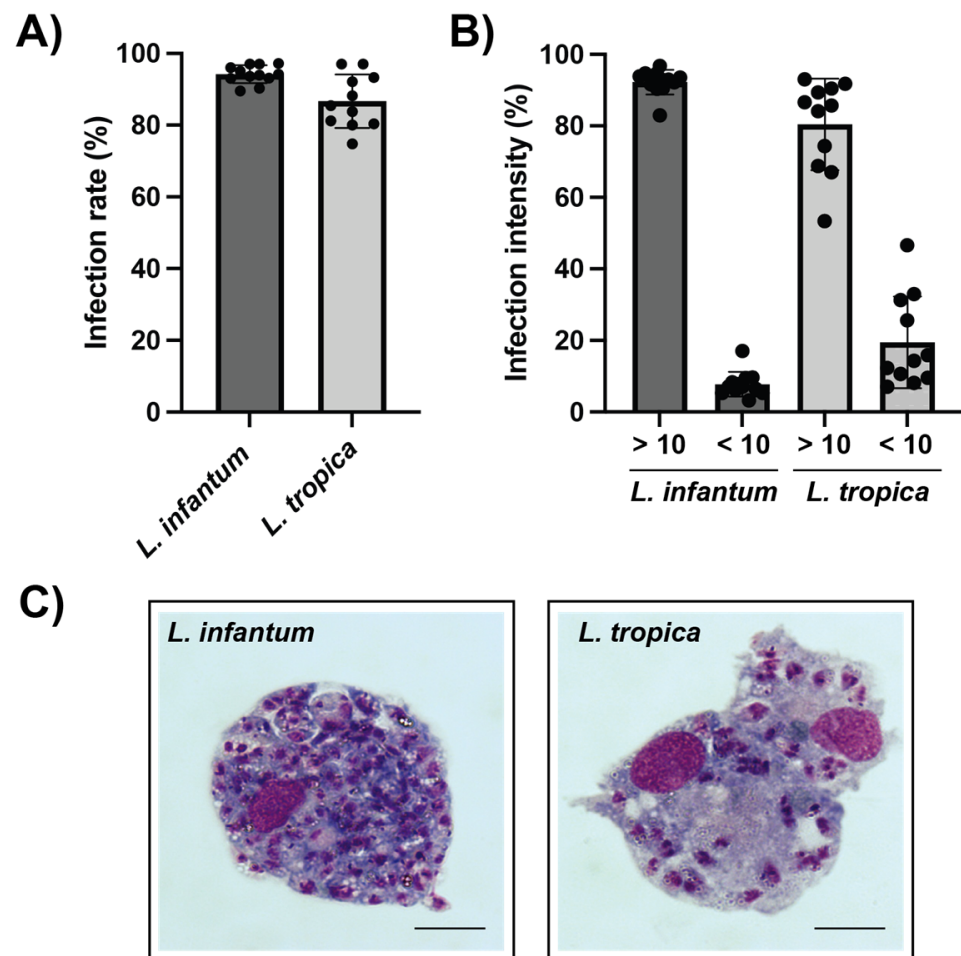 A)
Infection rate (%)
100
80
60
40
20
0
L. infantum
L. tropica
B)
Infection intensity (%)
100
80
60
40
20
0
> 10
< 10
> 10
< 10
L. infantum
L. tropica
C)
L. infantum
L. tropica